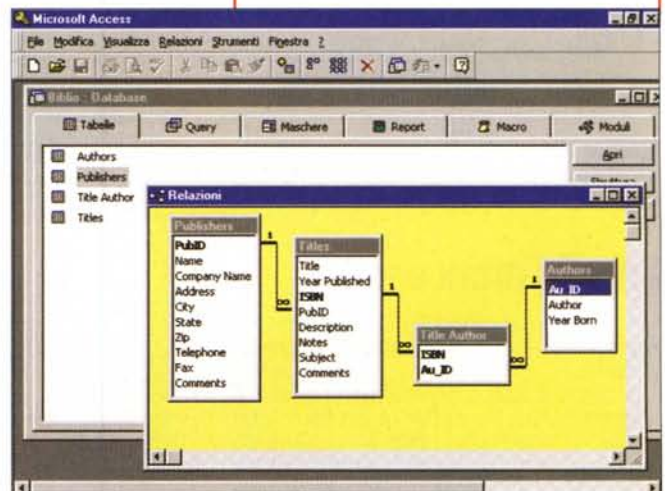 Microsoft Access
File Modifica Visualizza Relazioni Strumenti Finestra ?
Biblio : Database
Tabelle Query Maschere Report Macro Moduli
Authors
Publishers
Title Author
Titles
Apri
Struttura
Relazioni
Publishers
PubID
Name
Company Name
Address
City
State
Zip
Telephone
Fax
Comments
1
∞
Titles
Title
Year Published
ISBN
PubID
Description
Notes
Subject
Comments
1
∞
Title Author
ISBN
Au_ID
1
∞
Authors
Au_ID
Author
Year Born